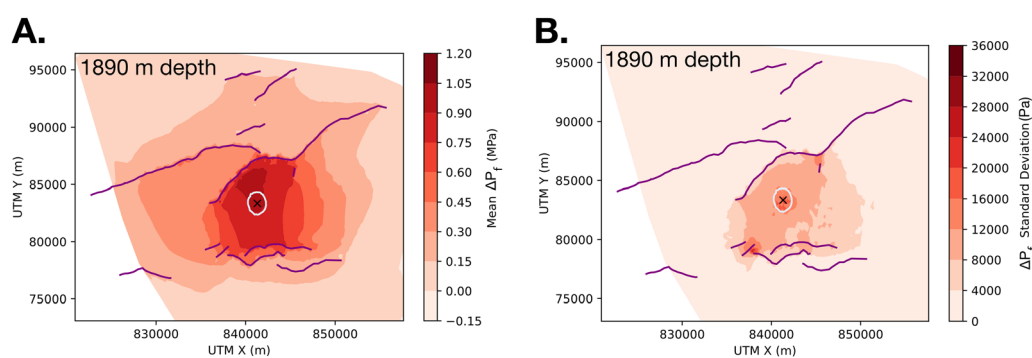 A.
1890 m depth
95000
90000
85000
80000
75000
UTM Y (m)
830000 840000 850000
UTM X (m)
1.20
1.05
0.90
0.75
0.60
0.45
0.30
0.15
0.00
−0.15
Mean ΔP_f (MPa)
B.
1890 m depth
95000
90000
85000
80000
75000
UTM Y (m)
830000 840000 850000
UTM X (m)
36000
32000
28000
24000
20000
16000
12000
8000
4000
0
ΔP_f Standard Deviation(Pa)